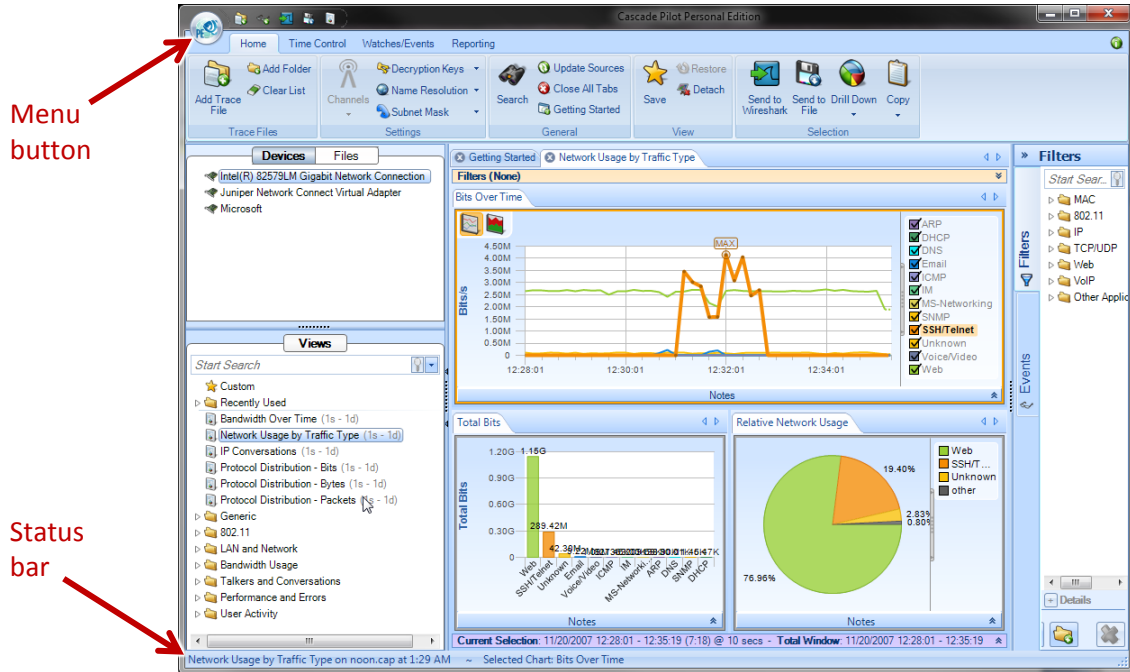 Cascade Pilot Personal Edition
PE
Home Time Control Watches/Events Reporting
Add Trace File
Add Folder
Clear List
Trace Files
Channels
Decryption Keys
Name Resolution
Subnet Mask
Settings
Search
Update Sources
Close All Tabs
Getting Started
General
Save
Restore
Detach
View
Send to Wireshark
Send to File
Drill Down
Copy
Selection
Menu
button
Devices Files
Intel(R) 82579LM Gigabit Network Connection
Juniper Network Connect Virtual Adapter
Microsoft
Views
Start Search
Custom
Recently Used
Bandwidth Over Time (1s - 1d)
Network Usage by Traffic Type (1s - 1d)
IP Conversations (1s - 1d)
Protocol Distribution - Bits (1s - 1d)
Protocol Distribution - Bytes (1s - 1d)
Protocol Distribution - Packets (1s - 1d)
Generic
802.11
LAN and Network
Bandwidth Usage
Talkers and Conversations
Performance and Errors
User Activity
Status
bar
Getting Started Network Usage by Traffic Type
Filters (None)
Bits Over Time
Bits/s
4.50M
4.00M
3.50M
3.00M
2.50M
2.00M
1.50M
1.00M
0.50M
0
MAX
12:28:01 12:30:01 12:32:01 12:34:01
ARP
DHCP
DNS
Email
ICMP
IM
MS-Networking
SNMP
SSH/Telnet
Unknown
Voice/Video
Web
Notes
Total Bits
Total Bits
1.20G
0.90G
0.60G
0.30G
0
1.15G
289.42M
Web
SSH/Telnet
Unknown
Email
Voice/Video
ICMP
IM
MS-Networki...
ARP
DNS
SNMP
DHCP
Notes
Relative Network Usage
19.40%
2.83%
0.80%
76.96%
Web
SSH/T...
Unknown
other
Notes
Current Selection: 11/20/2007 12:28:01 - 12:35:19 (7:18) @ 10 secs - Total Window: 11/20/2007 12:28:01 - 12:35:19
Filters
Events
Filters
Start Sear...
MAC
802.11
IP
TCP/UDP
Web
VoIP
Other Applic
Details
Network Usage by Traffic Type on noon.cap at 1:29 AM ~ Selected Chart: Bits Over Time